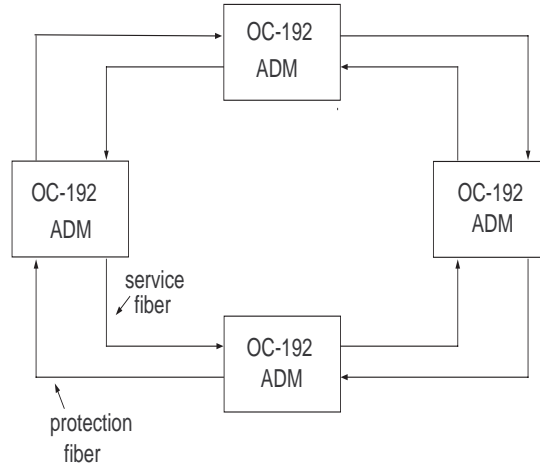 OC-192
ADM
OC-192
ADM
OC-192
ADM
service
fiber
OC-192
ADM
protection
fiber